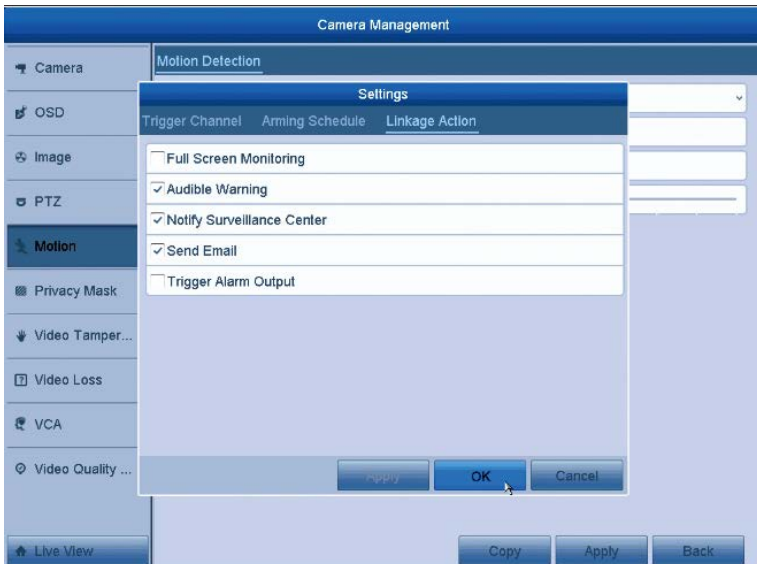 Camera Management
Camera
OSD
Image
PTZ
Motion
Privacy Mask
Video Tamper...
Video Loss
VCA
Video Quality ...
Live View
Motion Detection
Settings
Trigger Channel Arming Schedule Linkage Action
Full Screen Monitoring
Audible Warning
Notify Surveillance Center
Send Email
Trigger Alarm Output
Apply OK Cancel
Copy Apply Back